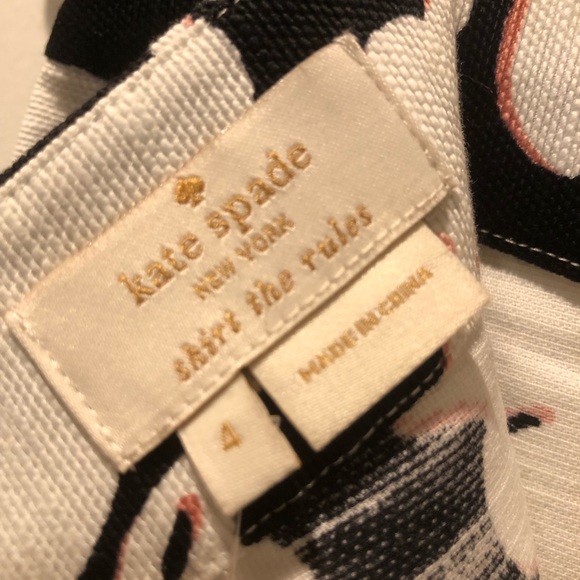 kate spade
NEW YORK
skirt the rules
4
MADE IN CHINA